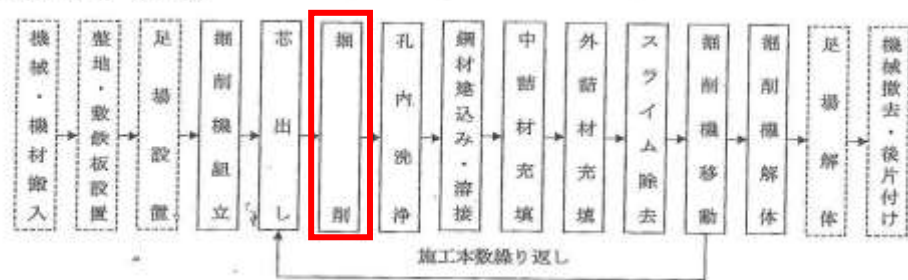 機械・機材搬入
整地・敷鉄板設置
足場設置
掘削機組立
芯出し
掘削
孔内洗浄
鋼材建込み・溶接
中詰材充填
外詰材充填
スライム除去
掘削機移動
掘削機解体
足場解体
機械撤去・後片付け
施工本数繰り返し